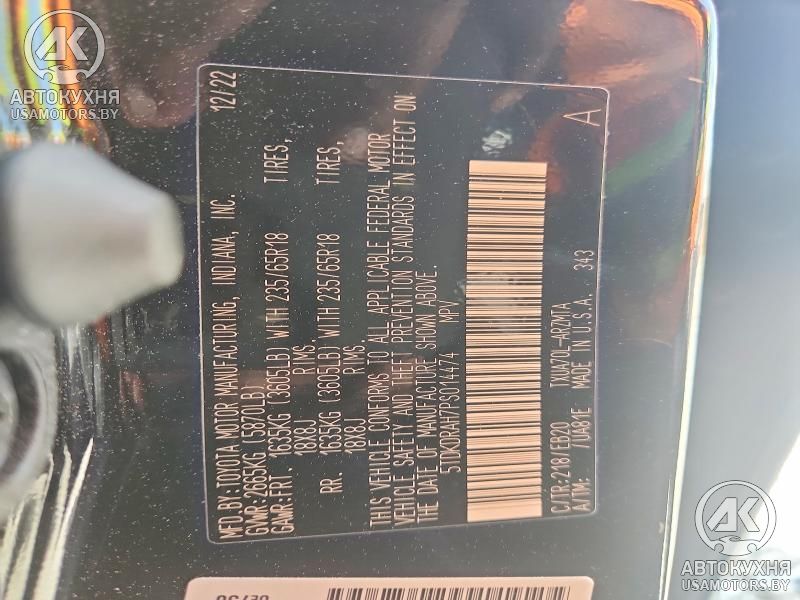 MFD.BY:TOYOTA MOTOR MANUFACTURING, INDIANA, INC. 12/22
GVWR:2665KG (5870LB)
GAWR:FRT. 1635KG (3605LB) WITH 235/65R18 TIRES,
18X8J RIMS,
RR. 1635KG (3605LB) WITH 235/65R18 TIRES,
18X8J RIMS.
THIS VEHICLE CONFORMS TO ALL APPLICABLE FEDERAL MOTOR
VEHICLE SAFETY AND THEFT PREVENTION STANDARDS IN EFFECT ON
THE DATE OF MANUFACTURE SHOWN ABOVE.
5TDKDRAH7PS014474 MPV
C/TR:218/EB20 TXUA70L-ARZMTA A
A/TM: /UA81E MADE IN U.S.A. 343
АК
АВТОКУХНЯ
USAMOTORS.BY
АК
АВТОКУХНЯ
USAMOTORS.BY